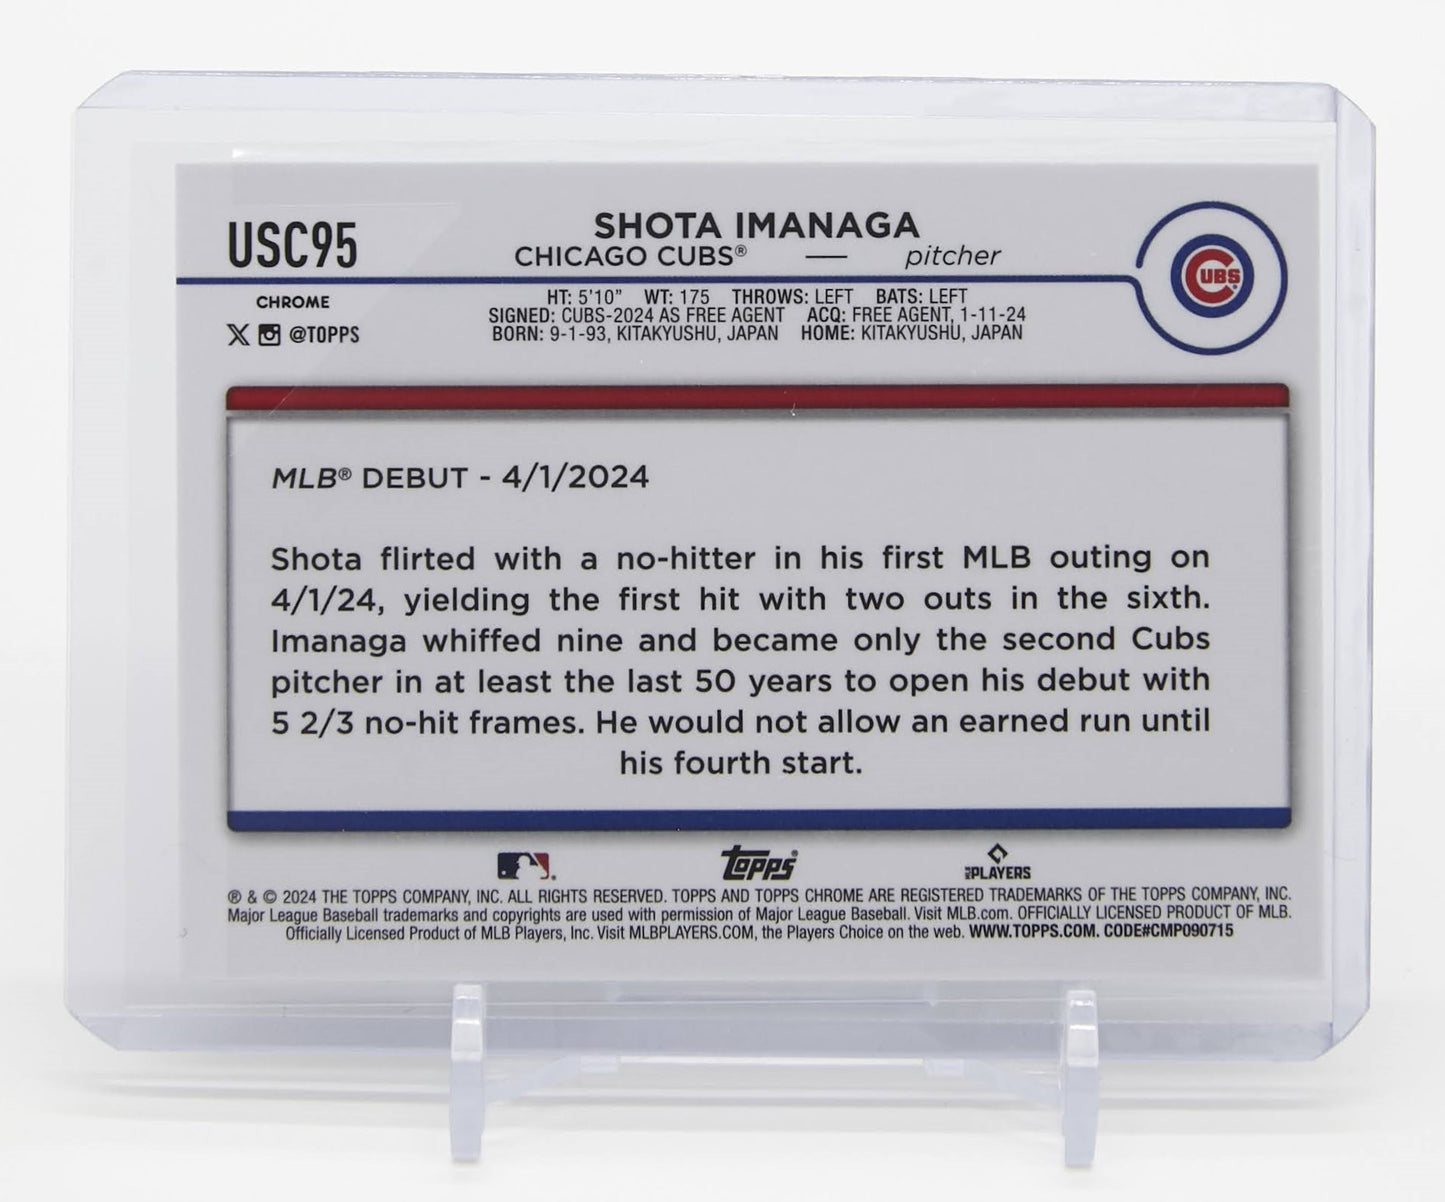 USC95
SHOTA IMANAGA
CHICAGO CUBS® — pitcher
CUBS
CHROME
X @TOPPS
HT: 5'10” WT: 175 THROWS: LEFT BATS: LEFT
SIGNED: CUBS-2024 AS FREE AGENT ACQ: FREE AGENT, 1-11-24
BORN: 9-1-93, KITAKYUSHU, JAPAN HOME: KITAKYUSHU, JAPAN
MLB® DEBUT - 4/1/2024
Shota flirted with a no-hitter in his first MLB outing on
4/1/24, yielding the first hit with two outs in the sixth.
Imanaga whiffed nine and became only the second Cubs
pitcher in at least the last 50 years to open his debut with
5 2/3 no-hit frames. He would not allow an earned run until
his fourth start.
Topps® MLB PLAYERS
® & © 2024 THE TOPPS COMPANY, INC. ALL RIGHTS RESERVED. TOPPS AND TOPPS CHROME ARE REGISTERED TRADEMARKS OF THE TOPPS COMPANY, INC.
Major League Baseball trademarks and copyrights are used with permission of Major League Baseball. Visit MLB.com. OFFICIALLY LICENSED PRODUCT OF MLB.
Officially Licensed Product of MLB Players, Inc. Visit MLBPLAYERS.COM, the Players Choice on the web. WWW.TOPPS.COM. CODE#CMP090715